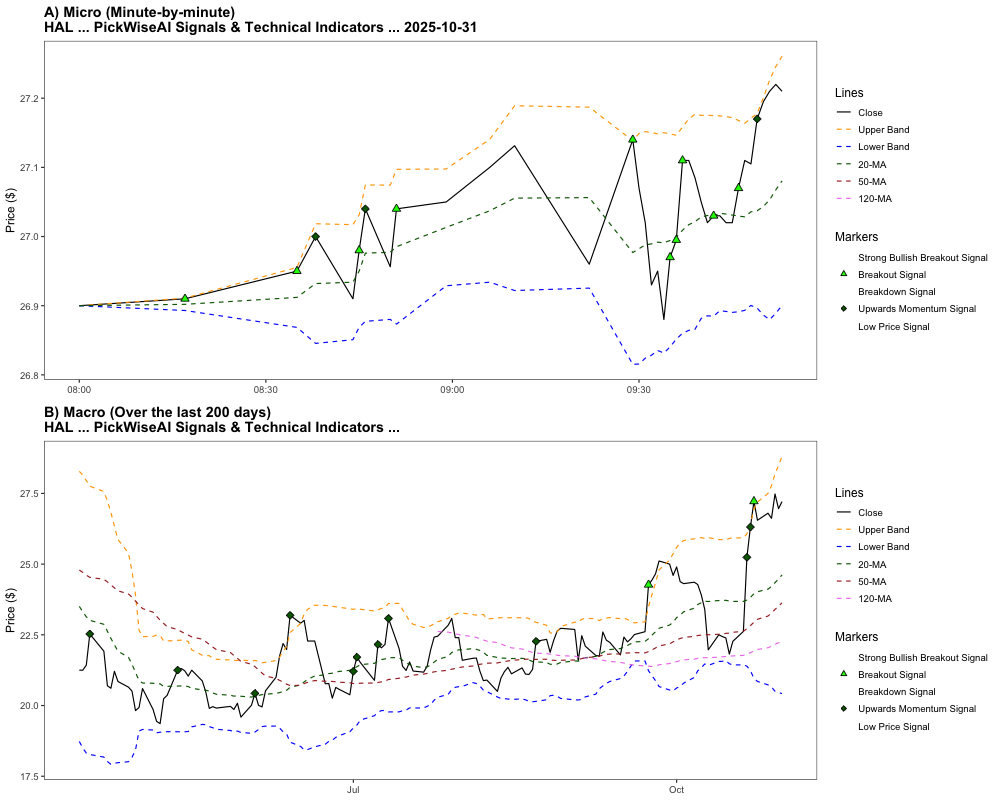 A) Micro (Minute-by-minute)
HAL ... PickWiseAI Signals & Technical Indicators ... 2025-10-31
Price ($)
27.2
27.1
27.0
26.9
26.8
08:00
08:30
09:00
09:30
Lines
Close
Upper Band
Lower Band
20-MA
50-MA
120-MA
Markers
Strong Bullish Breakout Signal
Breakout Signal
Breakdown Signal
Upwards Momentum Signal
Low Price Signal
B) Macro (Over the last 200 days)
HAL ... PickWiseAI Signals & Technical Indicators ...
Price ($)
27.5
25.0
22.5
20.0
17.5
Jul
Oct
Lines
Close
Upper Band
Lower Band
20-MA
50-MA
120-MA
Markers
Strong Bullish Breakout Signal
Breakout Signal
Breakdown Signal
Upwards Momentum Signal
Low Price Signal